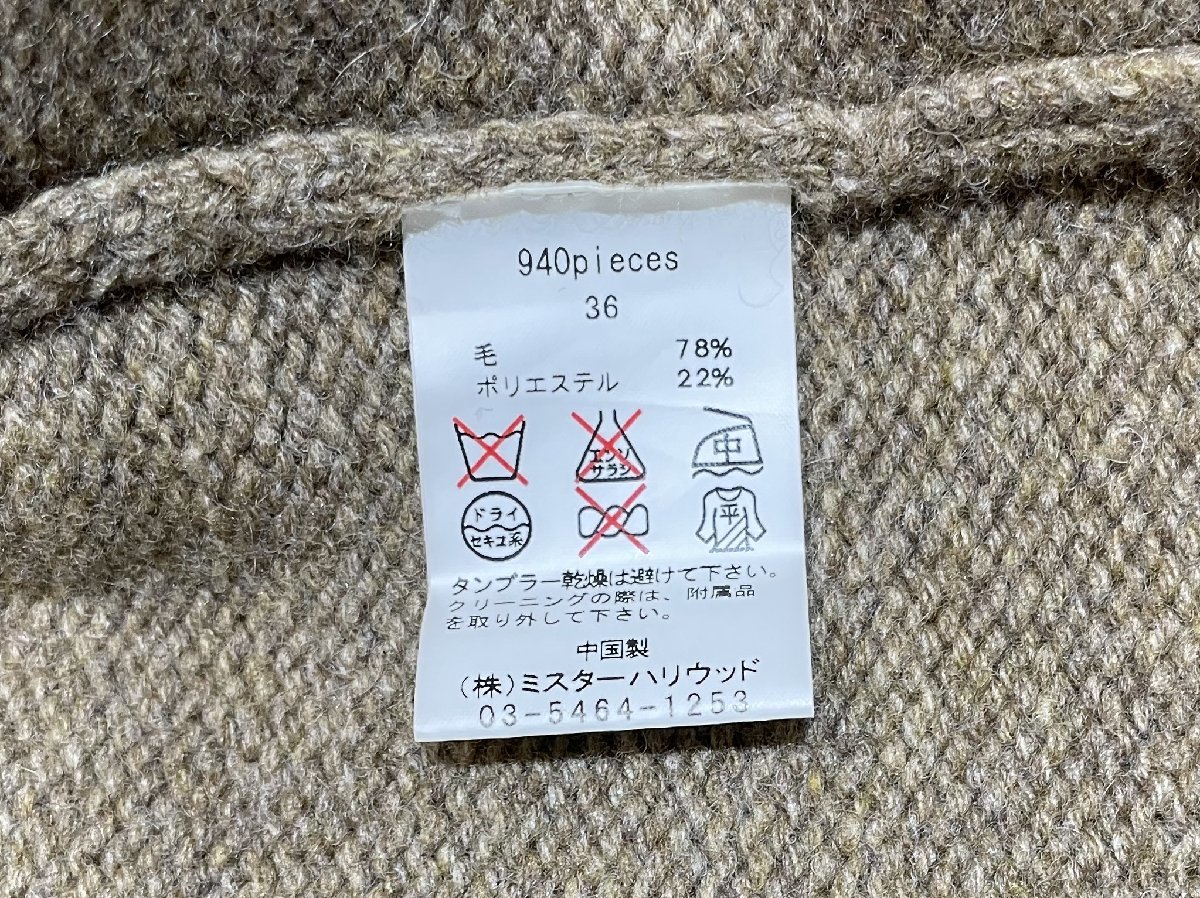 940pieces
36
毛 78%
ポリエステル 22%
エンソ
サラシ
中
ドライ
セキユ系
平
タンブラー乾燥は避けて下さい。
クリーニングの際は、附属品
を取り外して下さい。
中国製
(株)ミスターハリウッド
03-5464-1253